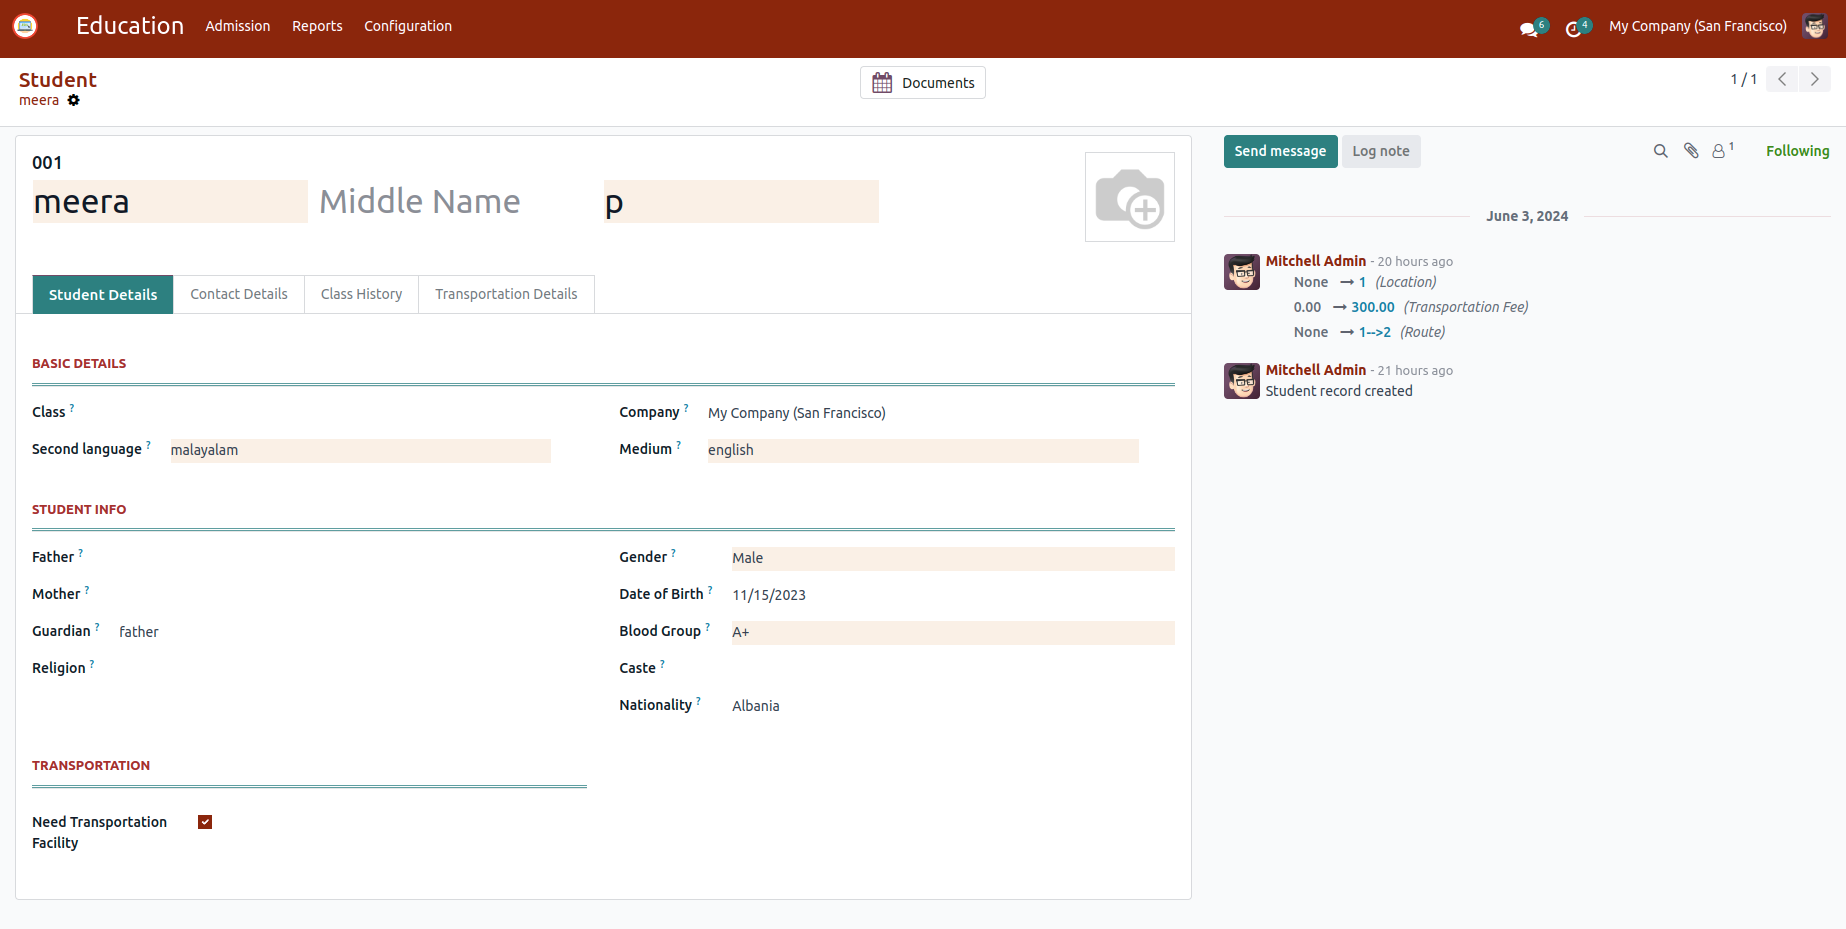 Education Admission Reports Configuration 6 4 My Company (San Francisco)
Student
meera
Documents
1 / 1
001
meera Middle Name p
Student Details Contact Details Class History Transportation Details
BASIC DETAILS
Class ? Company ? My Company (San Francisco)
Second language ? malayalam Medium ? english
STUDENT INFO
Father ? Gender ? Male
Mother ? Date of Birth ? 11/15/2023
Guardian ? father Blood Group ? A+
Religion ? Caste ?
Nationality ? Albania
TRANSPORTATION
Need Transportation
Facility
Send message Log note 1 Following
June 3, 2024
Mitchell Admin - 20 hours ago
None → 1 (Location)
0.00 → 300.00 (Transportation Fee)
None → 1-->2 (Route)
Mitchell Admin - 21 hours ago
Student record created